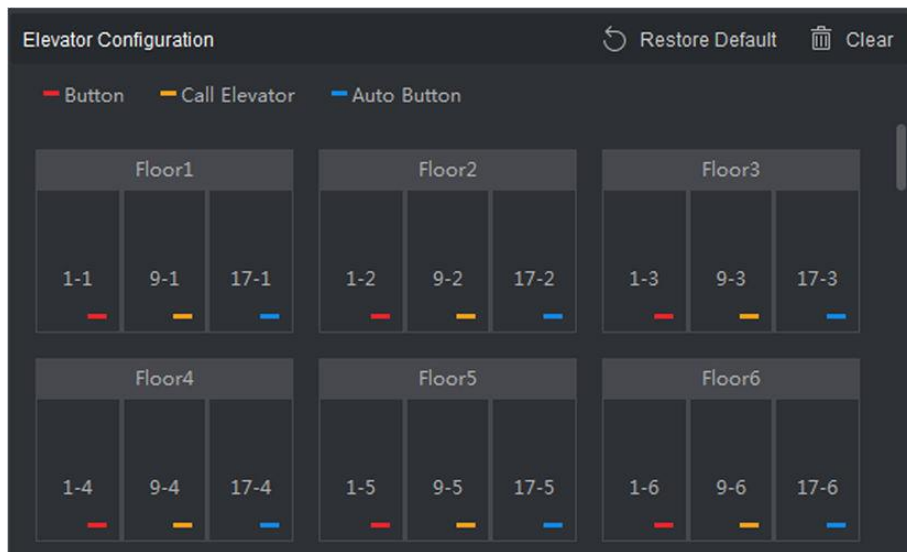 Elevator Configuration Restore Default Clear
Button Call Elevator Auto Button
Floor1 Floor2 Floor3
1-1 9-1 17-1 1-2 9-2 17-2 1-3 9-3 17-3
Floor4 Floor5 Floor6
1-4 9-4 17-4 1-5 9-5 17-5 1-6 9-6 17-6